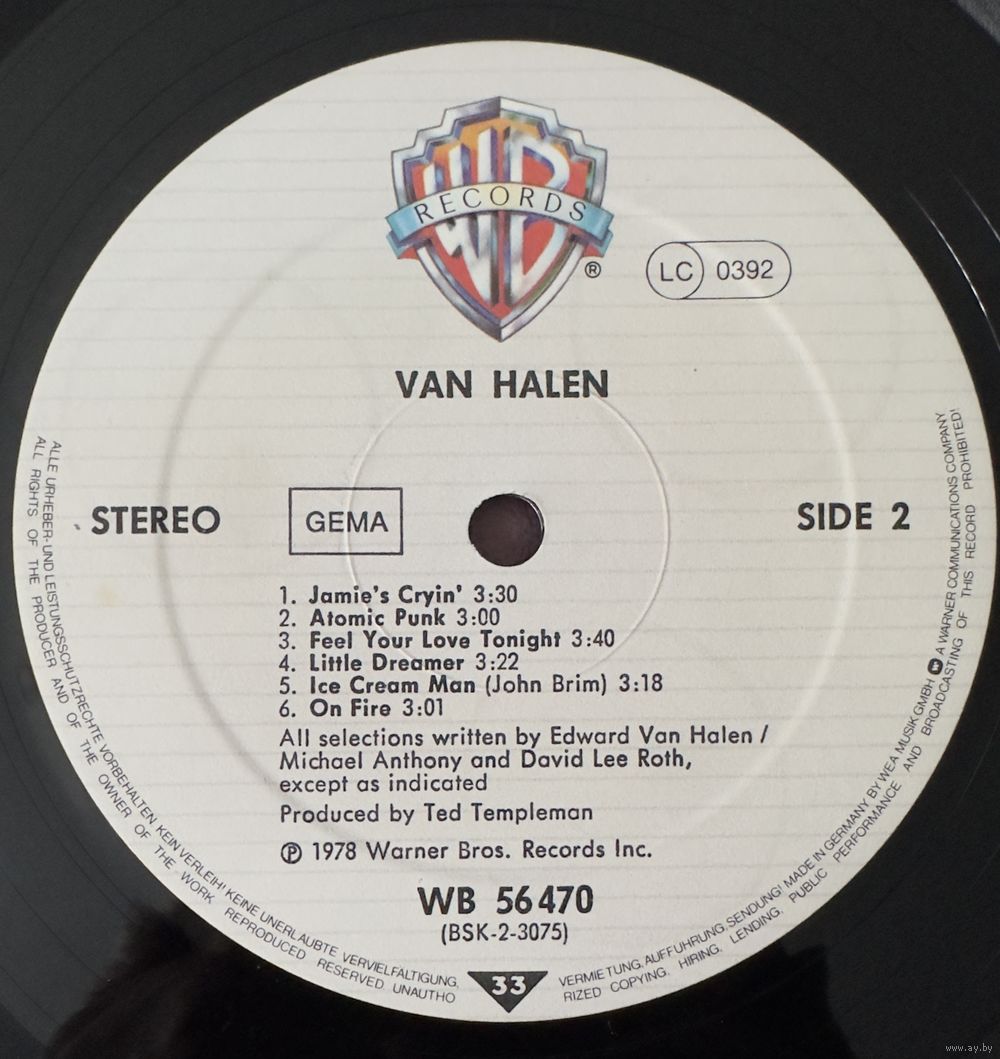 WB
RECORDS
®
LC 0392
VAN HALEN
STEREO
GEMA
SIDE 2
1. Jamie's Cryin' 3:30
2. Atomic Punk 3:00
3. Feel Your Love Tonight 3:40
4. Little Dreamer 3:22
5. Ice Cream Man (John Brim) 3:18
6. On Fire 3:01
All selections written by Edward Van Halen /
Michael Anthony and David Lee Roth,
except as indicated
Produced by Ted Templeman
Ⓟ 1978 Warner Bros. Records Inc.
WB 56 470
(BSK-2-3075)
33
ALLE URHEBER- UND LEISTUNGSSCHUTZRECHTE VORBEHALTEN KEIN VERLEIH! KEINE UNERLAUBTE VERVIELFÄLTIGUNG, VERMIETUNG, AUFFÜHRUNG, SENDUNG! MADE IN GERMANY BY WEA MUSIK GMBH A WARNER COMMUNICATIONS COMPANY
ALL RIGHTS OF THE PRODUCER AND OF THE OWNER OF THE WORK REPRODUCED RESERVED. UNAUTHORIZED COPYING, HIRING, LENDING, PUBLIC PERFORMANCE AND BROADCASTING OF THIS RECORD PROHIBITED!
www.ay.by